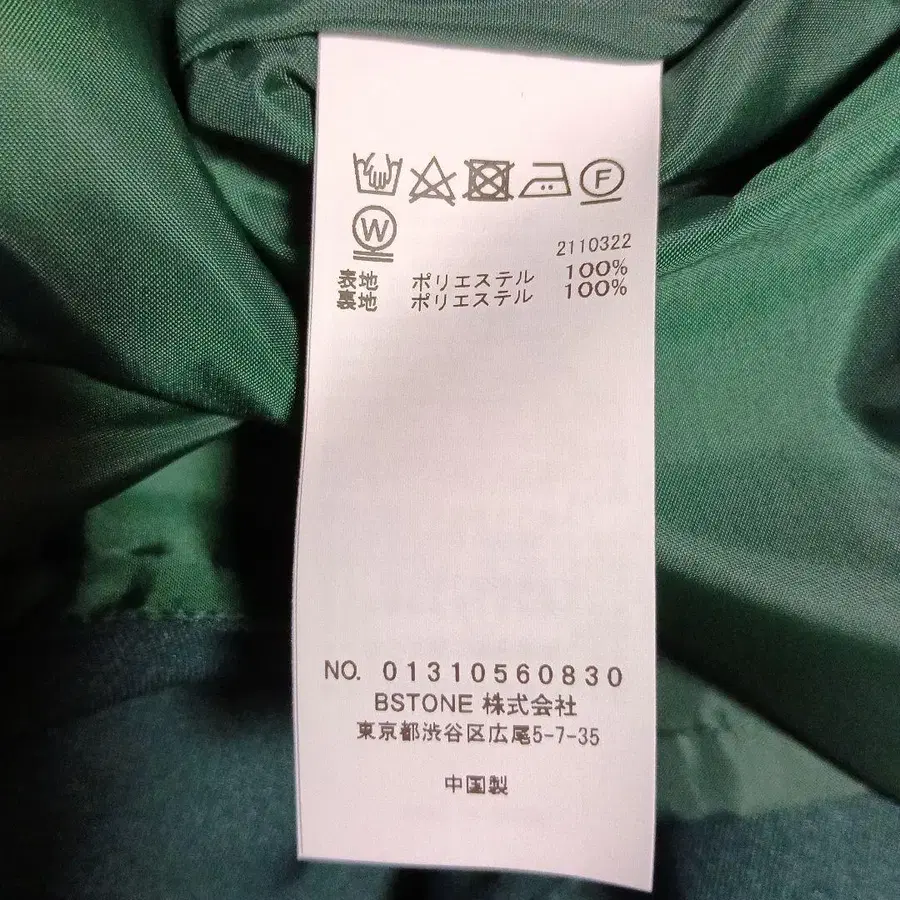 F
W
2110322
表地 ポリエステル 100%
裏地 ポリエステル 100%
NO. 01310560830
BSTONE 株式会社
東京都渋谷区広尾5-7-35
中国製